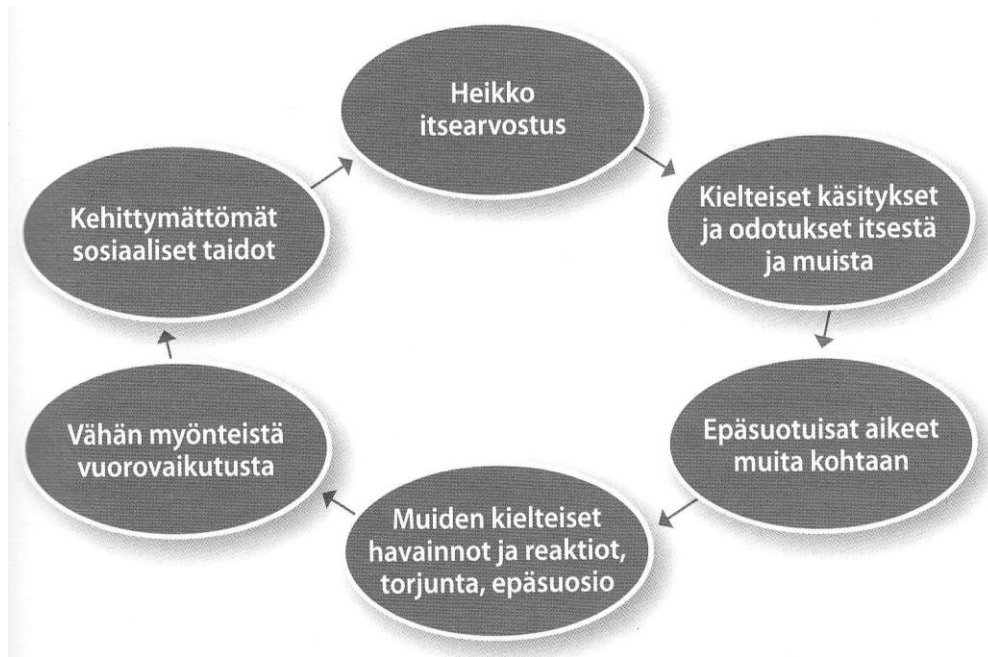 Heikko
itsearvostus
Kielteiset käsitykset
ja odotukset itsestä
ja muista
Epäsuotuisat aikeet
muita kohtaan
Muiden kielteiset
havainnot ja reaktiot,
torjunta, epäsuosio
Vähän myönteistä
vuorovaikutusta
Kehittymättömät
sosiaaliset taidot